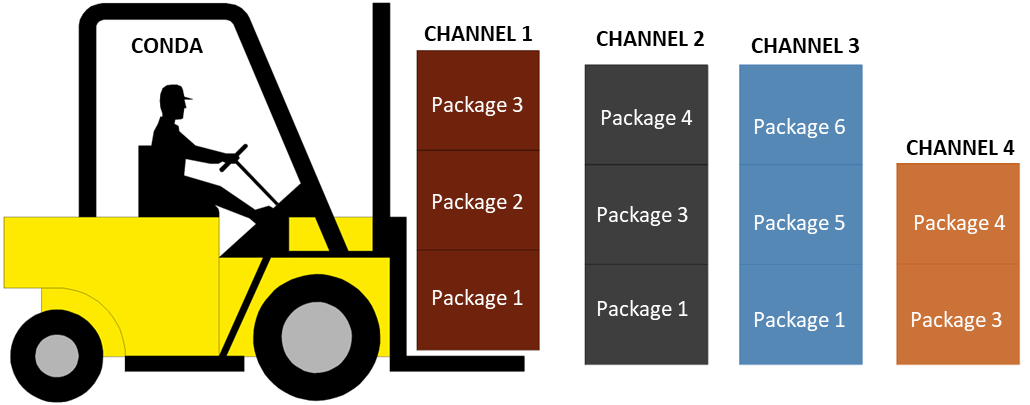 CONDA
CHANNEL 1
Package 3
Package 2
Package 1
CHANNEL 2
Package 4
Package 3
Package 1
CHANNEL 3
Package 6
Package 5
Package 1
CHANNEL 4
Package 4
Package 3